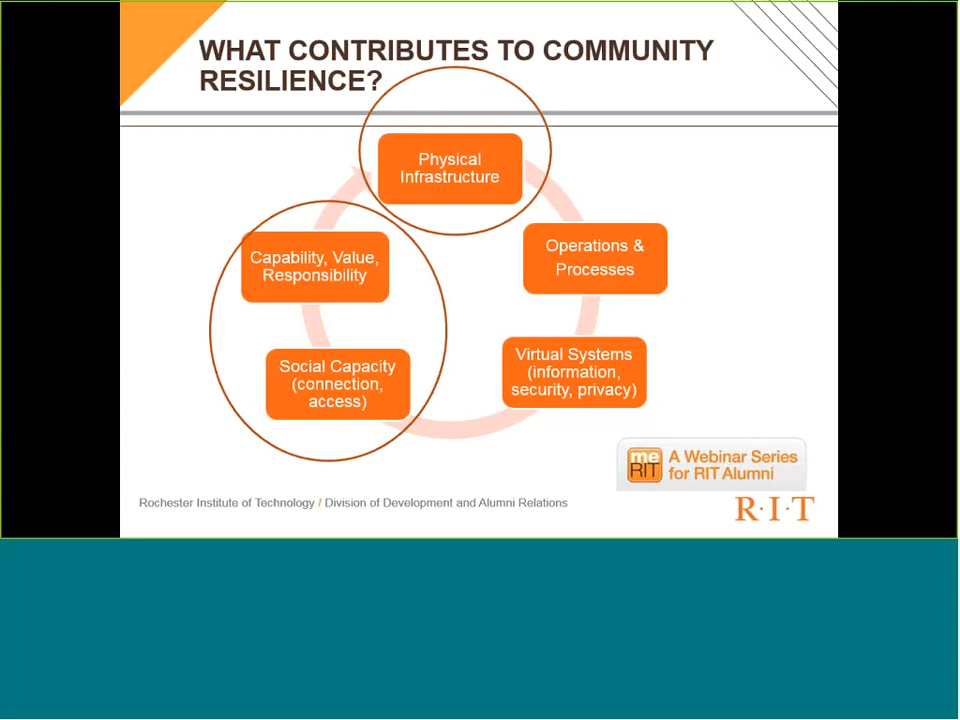 WHAT CONTRIBUTES TO COMMUNITY
RESILIENCE?
Physical
Infrastructure
Operations &
Processes
Virtual Systems
(information,
security, privacy)
Social Capacity
(connection,
access)
Capability, Value,
Responsibility
me
RIT
A Webinar Series
for RIT Alumni
Rochester Institute of Technology / Division of Development and Alumni Relations
R·I·T